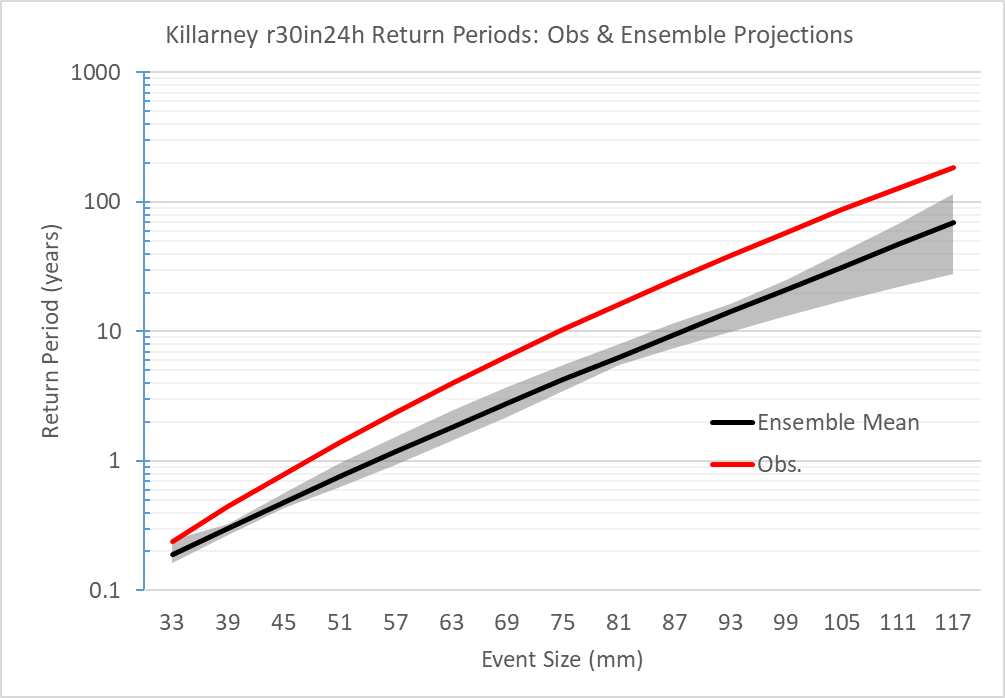 Killarney r30in24h Return Periods: Obs & Ensemble Projections
1000
100
10
1
0.1
Return Period (years)
Ensemble Mean
Obs.
33 39 45 51 57 63 69 75 81 87 93 99 105 111 117
Event Size (mm)